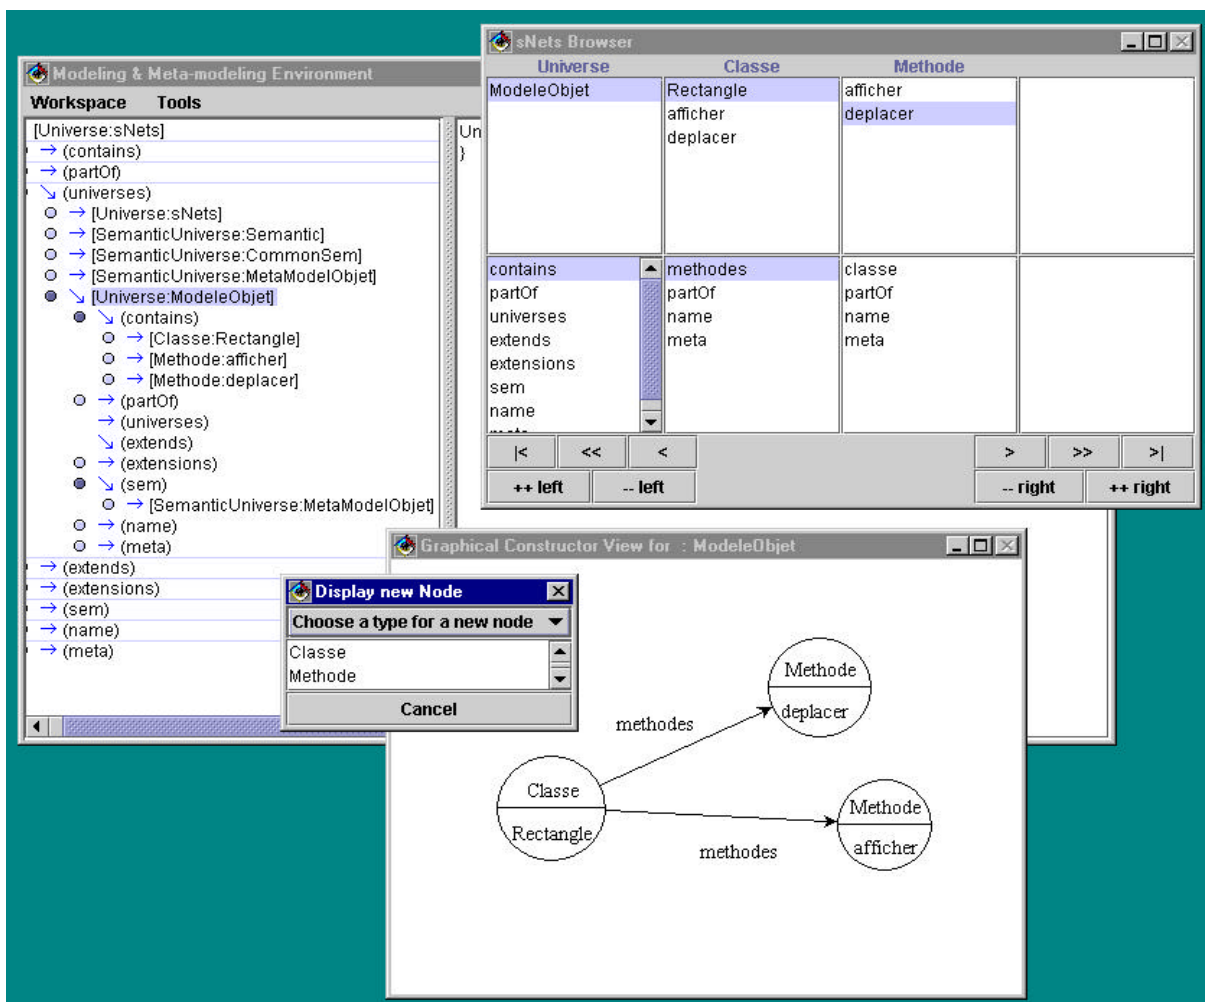 Modeling & Meta-modeling Environment
Workspace Tools
[Universe:sNets]
(contains)
(partOf)
(universes)
[Universe:sNets]
[SemanticUniverse:Semantic]
[SemanticUniverse:CommonSem]
[SemanticUniverse:MetaModelObjet]
[Universe:ModeleObjet]
(contains)
[Classe:Rectangle]
[Methode:afficher]
[Methode:deplacer]
(partOf)
(universes)
(extends)
(extensions)
(sem)
[SemanticUniverse:MetaModelObjet]
(name)
(meta)
(extends)
(extensions)
(sem)
(name)
(meta)
Un
}
sNets Browser
Universe Classe Methode
ModeleObjet
Rectangle
afficher
deplacer
afficher
deplacer
contains
partOf
universes
extends
extensions
sem
name
methodes
partOf
name
meta
classe
partOf
name
meta
|< << < > >> >|
++ left -- left -- right ++ right
Graphical Constructor View for : ModeleObjet
Methode
deplacer
methodes
Classe
Rectangle
methodes
Methode
afficher
Display new Node
Choose a type for a new node
Classe
Methode
Cancel